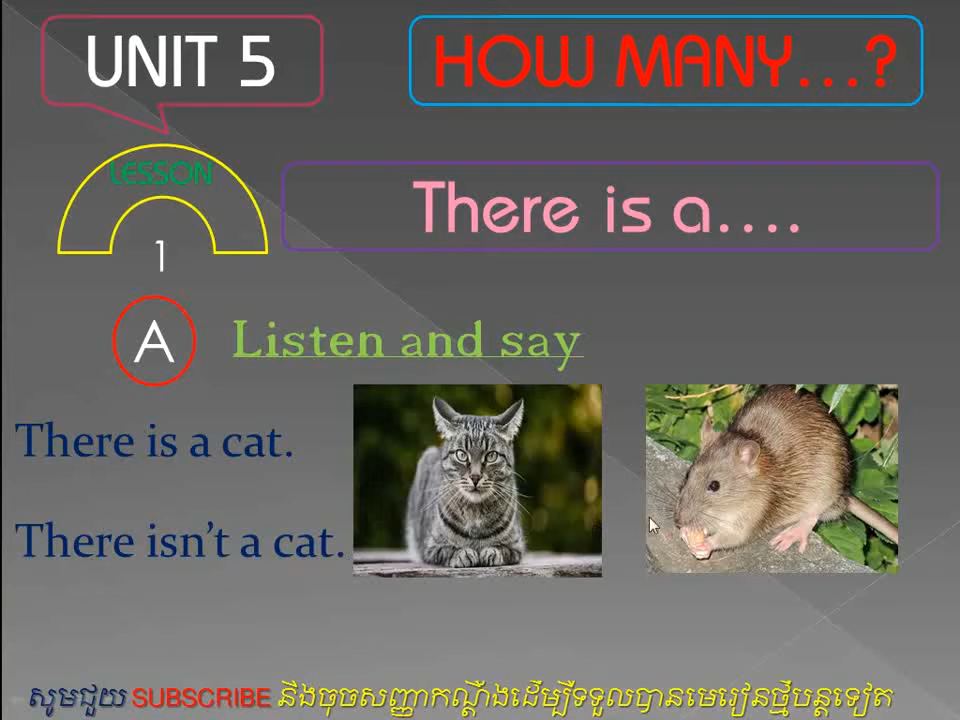 UNIT 5
HOW MANY...?
LESSON
1
There is a....
A
Listen and say
There is a cat.
There isn't a cat.
សូមជួយ SUBSCRIBE និងចុចសញ្ញាកណ្ដឹងដើម្បីទទួលបានមេរៀនថ្មីបន្តទៀត